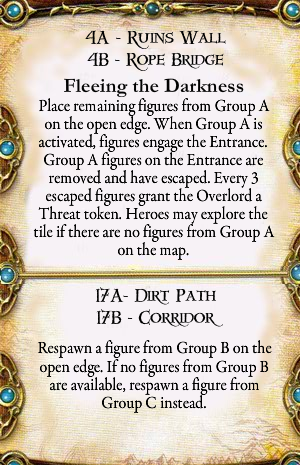 4A - Ruins Wall
4B - Rope Bridge
Fleeing the Darkness
Place remaining figures from Group A
on the open edge. When Group A is
activated, figures engage the Entrance.
Group A figures on the Entrance are
removed and have escaped. Every 3
escaped figures grant the Overlord a
Threat token. Heroes may explore the
tile if there are no figures from Group A
on the map.
17A- Dirt Path
17B - Corridor
Respawn a figure from Group B on the
open edge. If no figures from Group B
are available, respawn a figure from
Group C instead.